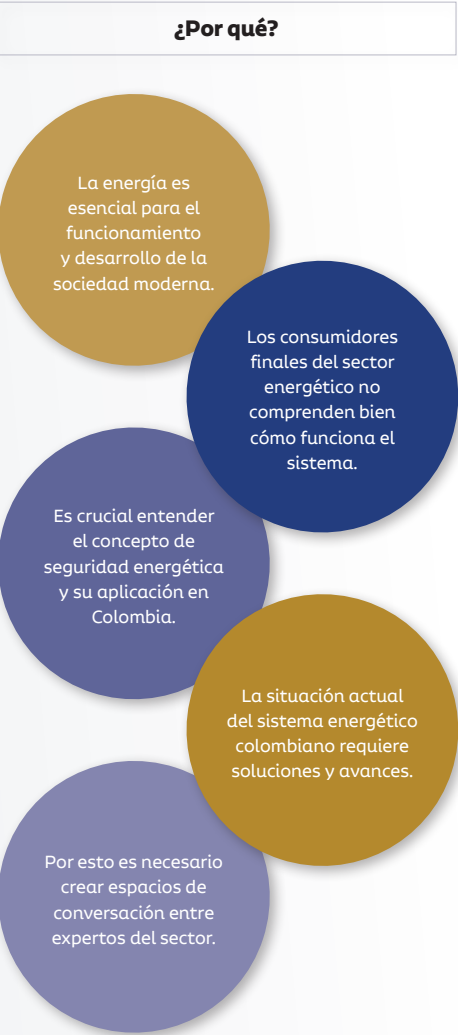 ¿Por qué?
La energía es
esencial para el
funcionamiento
y desarrollo de la
sociedad moderna.
Los consumidores
finales del sector
energético no
comprenden bien
cómo funciona el
sistema.
Es crucial entender
el concepto de
seguridad energética
y su aplicación en
Colombia.
La situación actual
del sistema energético
colombiano requiere
soluciones y avances.
Por esto es necesario
crear espacios de
conversación entre
expertos del sector.